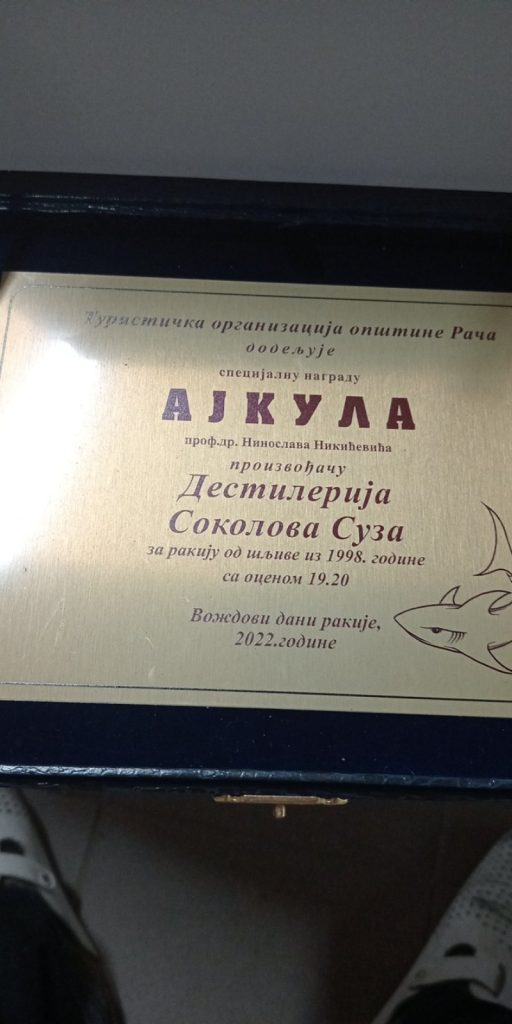 Туристичка организација општине Рача
додељује
специјалну награду
АЈКУЛА
проф.др. Нинослава Никићевића
произвођачу
Дестилерија
Соколова Суза
за ракију од шљиве из 1998. године
са оценом 19.20
Вождови дани ракије,
2022.године